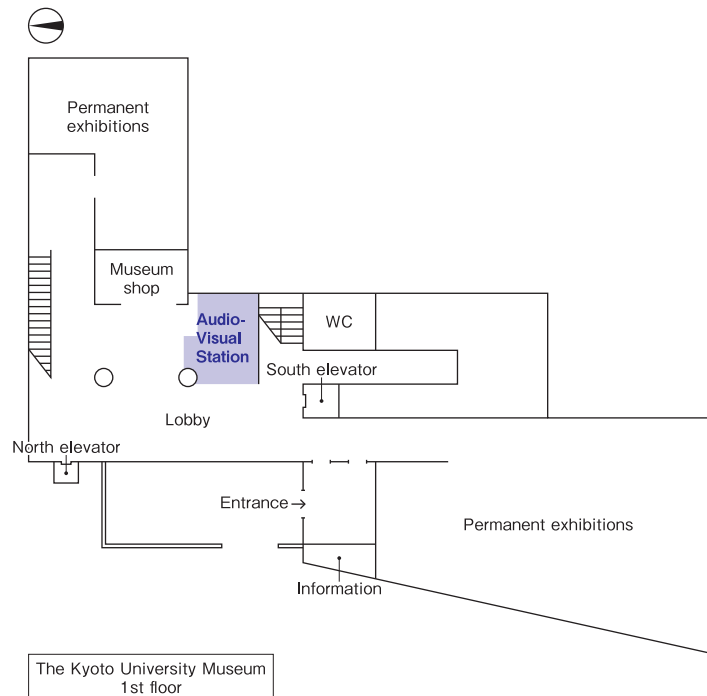 Permanent
exhibitions
Museum
shop
Audio-
Visual
Station
WC
South elevator
Lobby
North elevator
Entrance →
Permanent exhibitions
Information
The Kyoto University Museum
1st floor